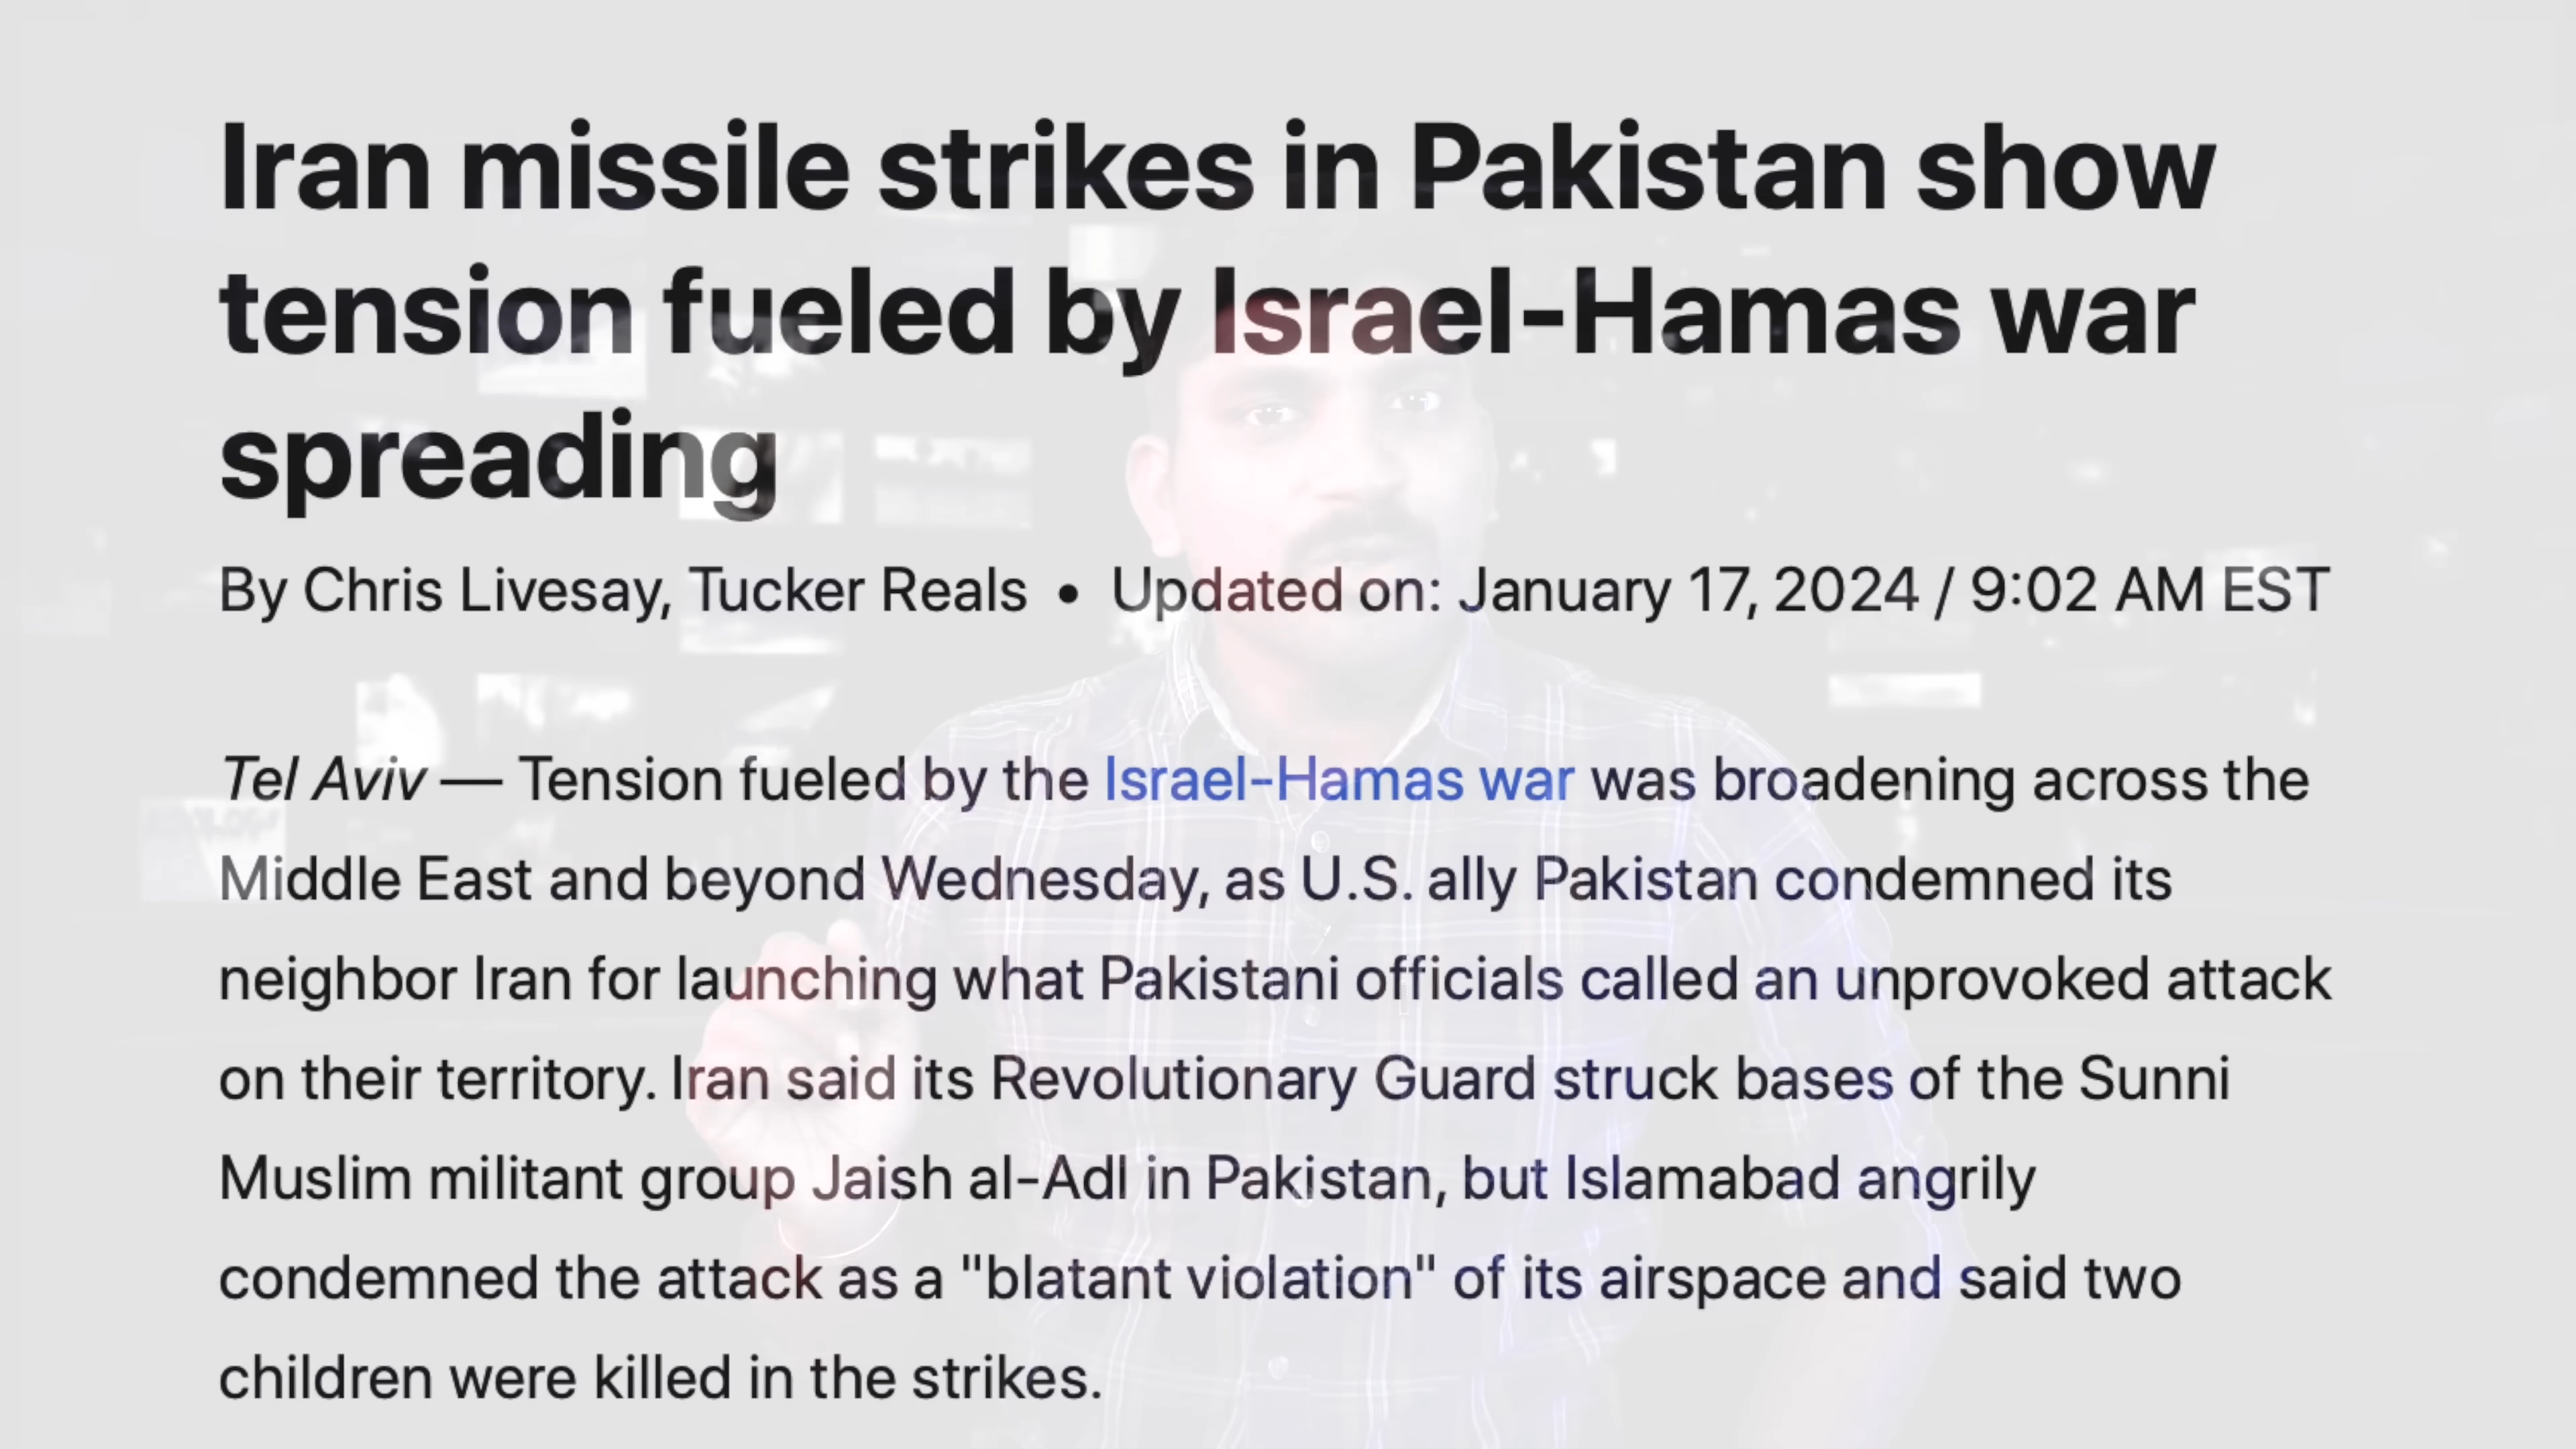 Iran missile strikes in Pakistan show
tension fueled by Israel-Hamas war
spreading
By Chris Livesay, Tucker Reals • Updated on: January 17, 2024 / 9:02 AM EST
Tel Aviv — Tension fueled by the Israel-Hamas war was broadening across the
Middle East and beyond Wednesday, as U.S. ally Pakistan condemned its
neighbor Iran for launching what Pakistani officials called an unprovoked attack
on their territory. Iran said its Revolutionary Guard struck bases of the Sunni
Muslim militant group Jaish al-Adl in Pakistan, but Islamabad angrily
condemned the attack as a "blatant violation" of its airspace and said two
children were killed in the strikes.